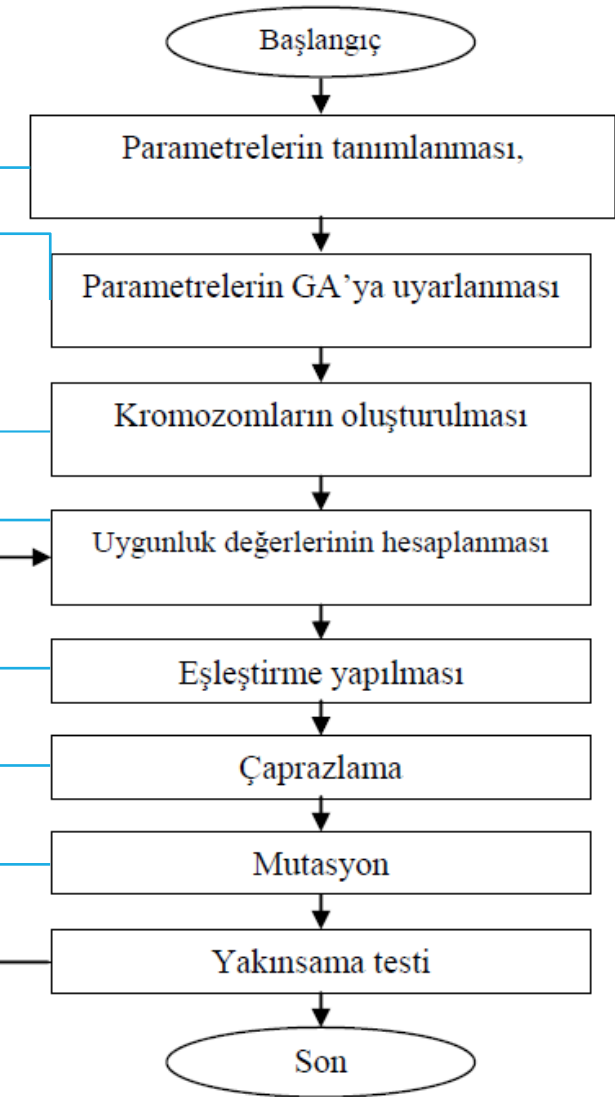 Başlangıç
Parametrelerin tanımlanması,
Parametrelerin GA’ya uyarlanması
Kromozomların oluşturulması
Uygunluk değerlerinin hesaplanması
Eşleştirme yapılması
Çaprazlama
Mutasyon
Yakınsama testi
Son